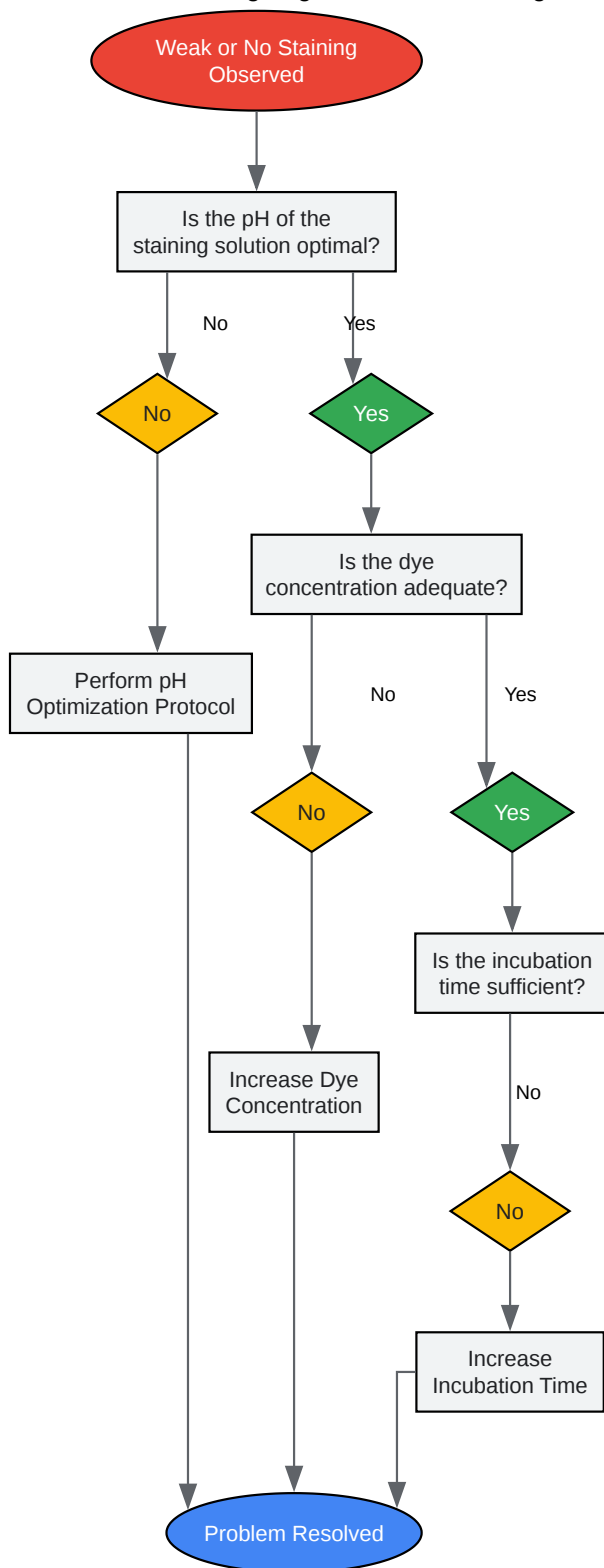 Weak or No Staining
Observed
Is the pH of the
staining solution optimal?
No
Yes
No
Yes
Is the dye
concentration adequate?
Perform pH
Optimization Protocol
No
Yes
No
Yes
Is the incubation
time sufficient?
Increase Dye
Concentration
No
No
Increase
Incubation Time
Problem Resolved